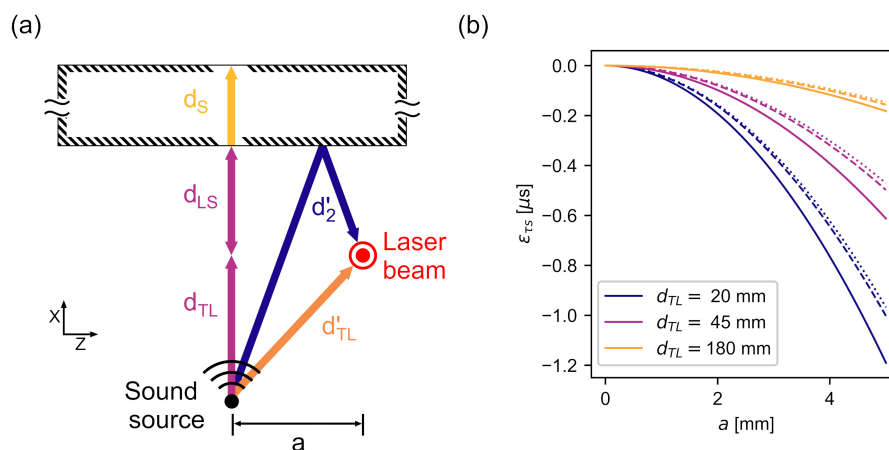 (a)
d_S
d_LS
d'_2
Laser
beam
d_TL
d'_TL
X
Z
Sound
source
a
(b)
0.0
−0.2
−0.4
−0.6
−0.8
−1.0
−1.2
ε_τs [μs]
d_TL = 20 mm
d_TL = 45 mm
d_TL = 180 mm
0 2 4
a [mm]